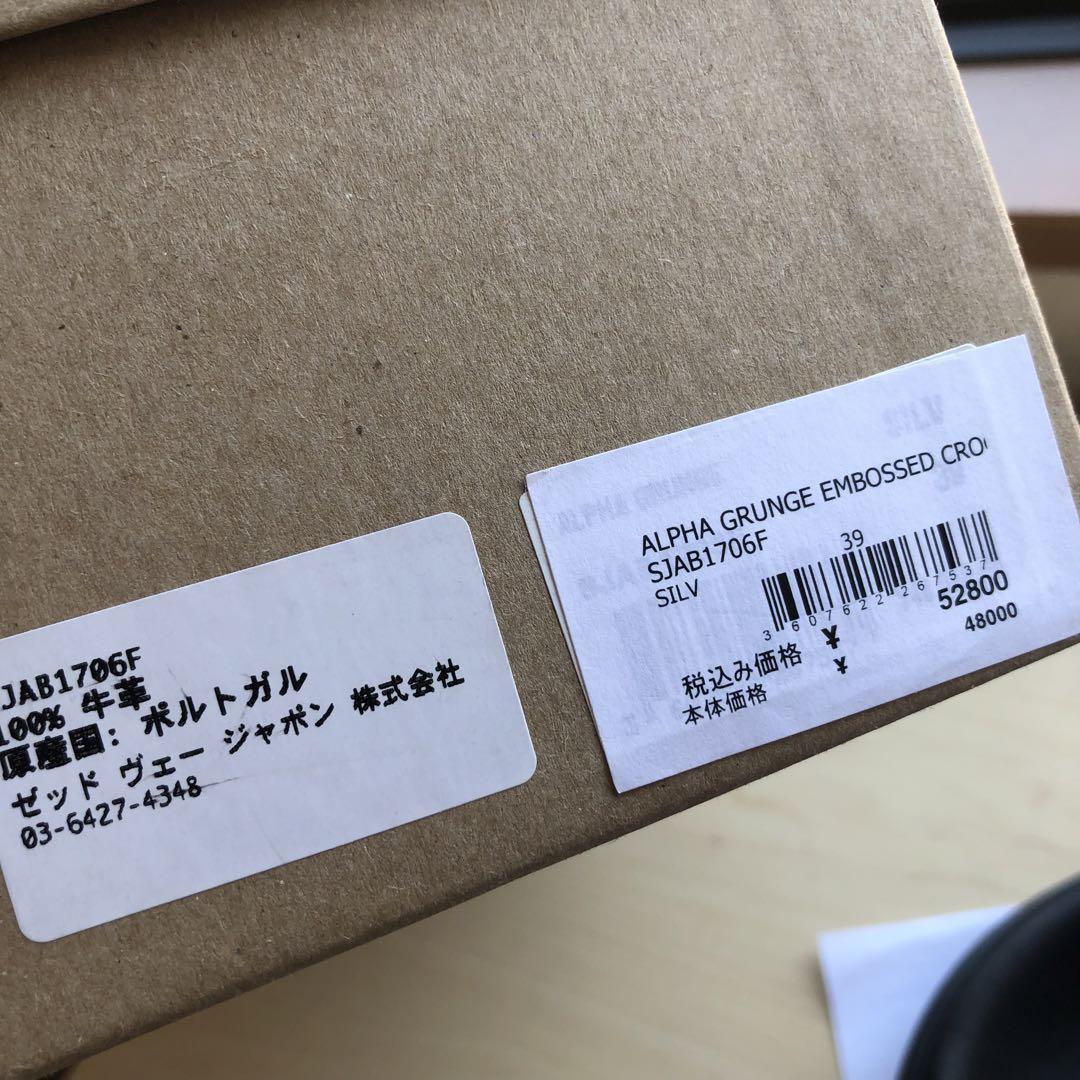 JAB1706F
100% 牛革
原産国: ポルトガル
ゼッド ヴェー ジャポン 株式会社
03-6427-4348
ALPHA GRUNGE EMBOSSED CRO
SJAB1706F 39
SILV
3 607622 267537
税込み価格 ¥ 52800
本体価格 ¥ 48000